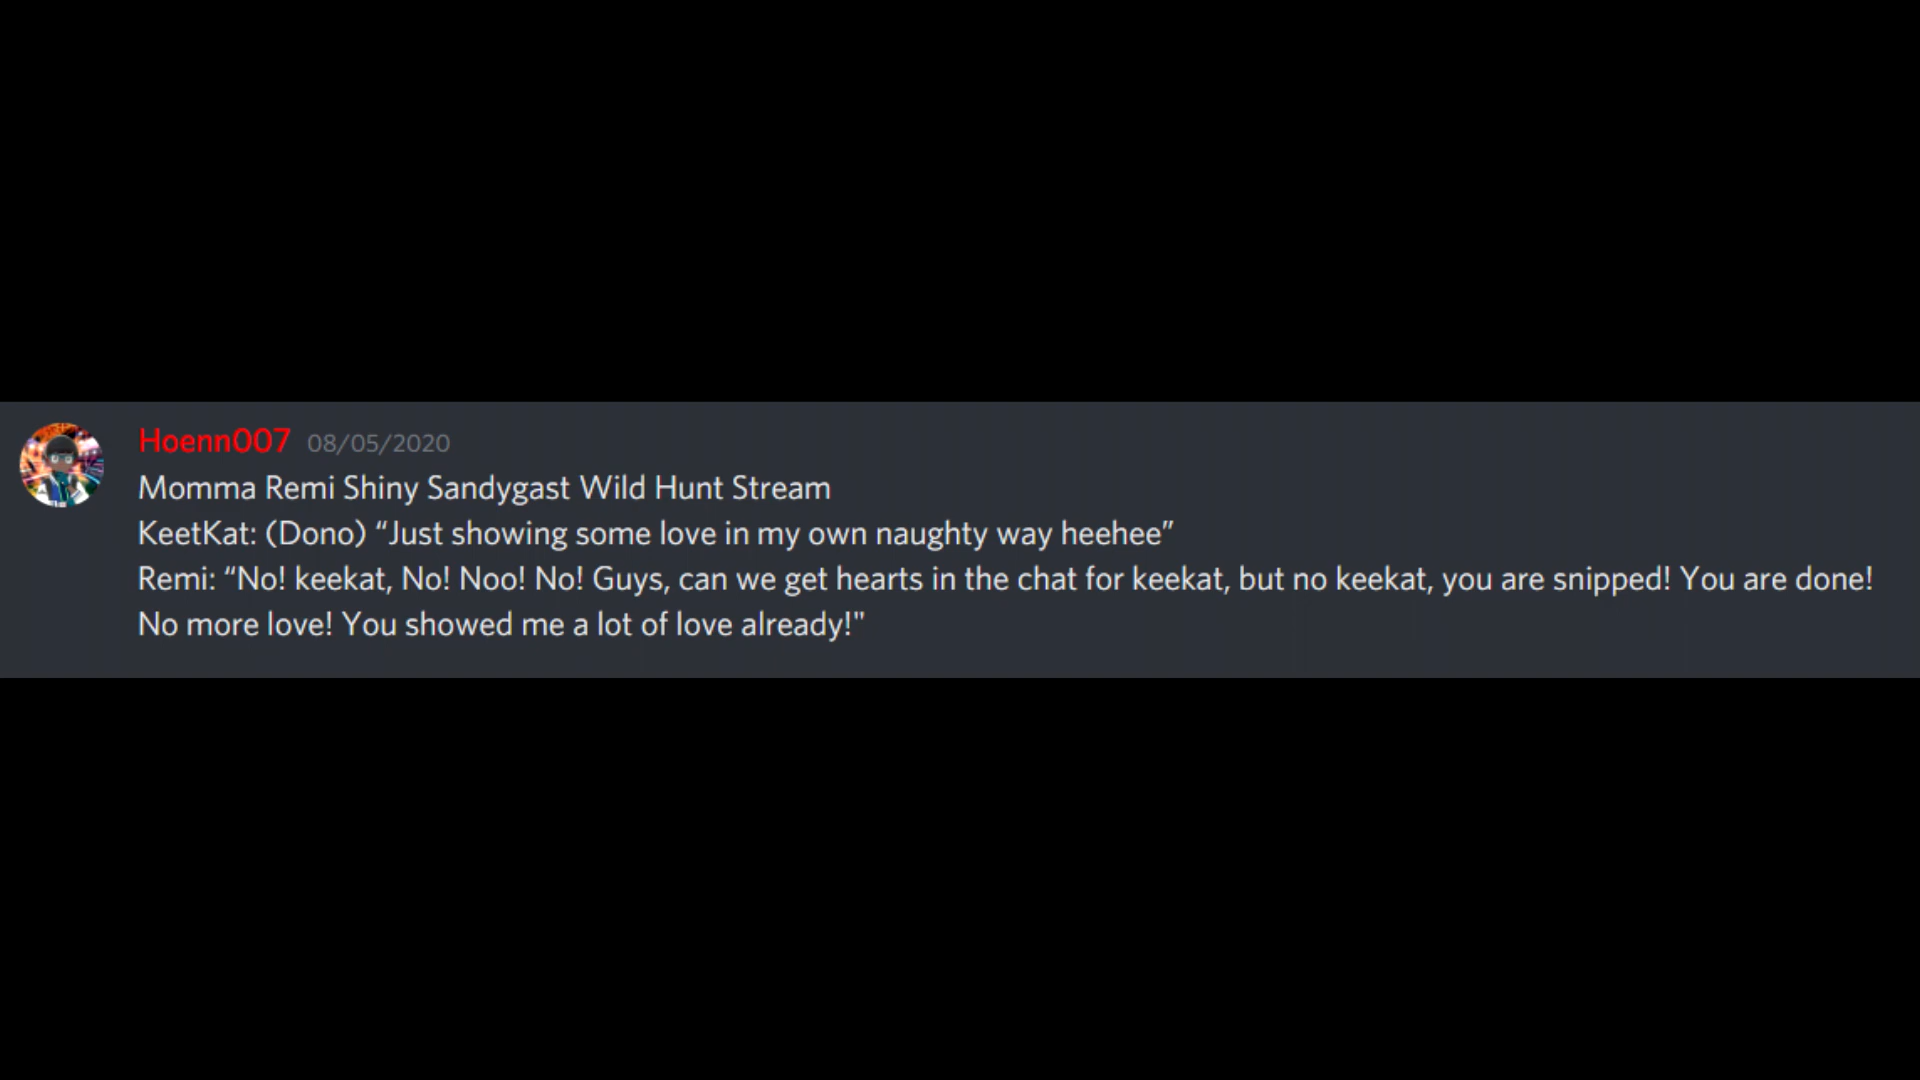 Hoenn007 08/05/2020
Momma Remi Shiny Sandygast Wild Hunt Stream
KeetKat: (Dono) “Just showing some love in my own naughty way heehee”
Remi: “No! keekat, No! Noo! No! Guys, can we get hearts in the chat for keekat, but no keekat, you are snipped! You are done!
No more love! You showed me a lot of love already!"